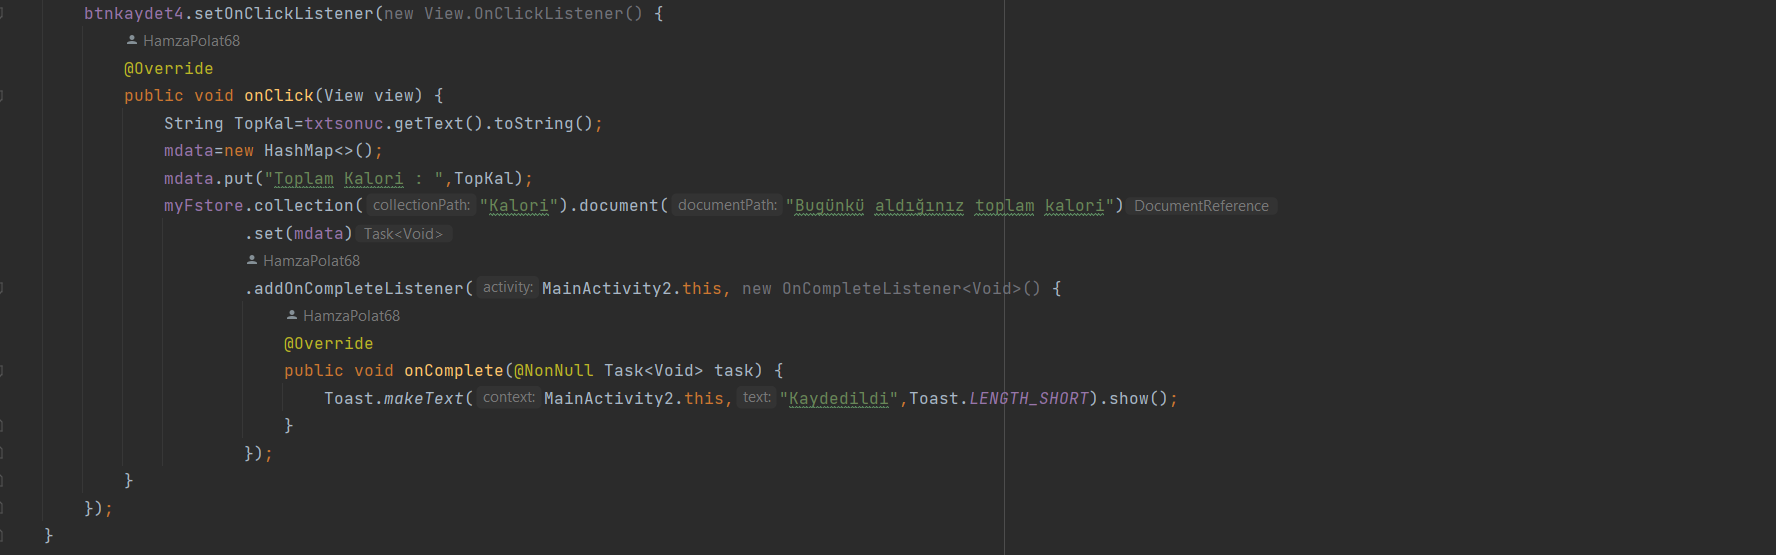 btnkaydet4.setOnClickListener(new View.OnClickListener() {
HamzaPolat68
@Override
public void onClick(View view) {
String TopKal=txtsonuc.getText().toString();
mdata=new HashMap<>();
mdata.put("Toplam Kalori : ",TopKal);
myFstore.collection( collectionPath: "Kalori").document( documentPath: "Bugünkü aldığınız toplam kalori") DocumentReference
.set(mdata) Task<Void>
HamzaPolat68
.addOnCompleteListener( activity: MainActivity2.this, new OnCompleteListener<Void>() {
HamzaPolat68
@Override
public void onComplete(@NonNull Task<Void> task) {
Toast.makeText( context: MainActivity2.this, text: "Kaydedildi",Toast.LENGTH_SHORT).show();
}
});
}
});
}